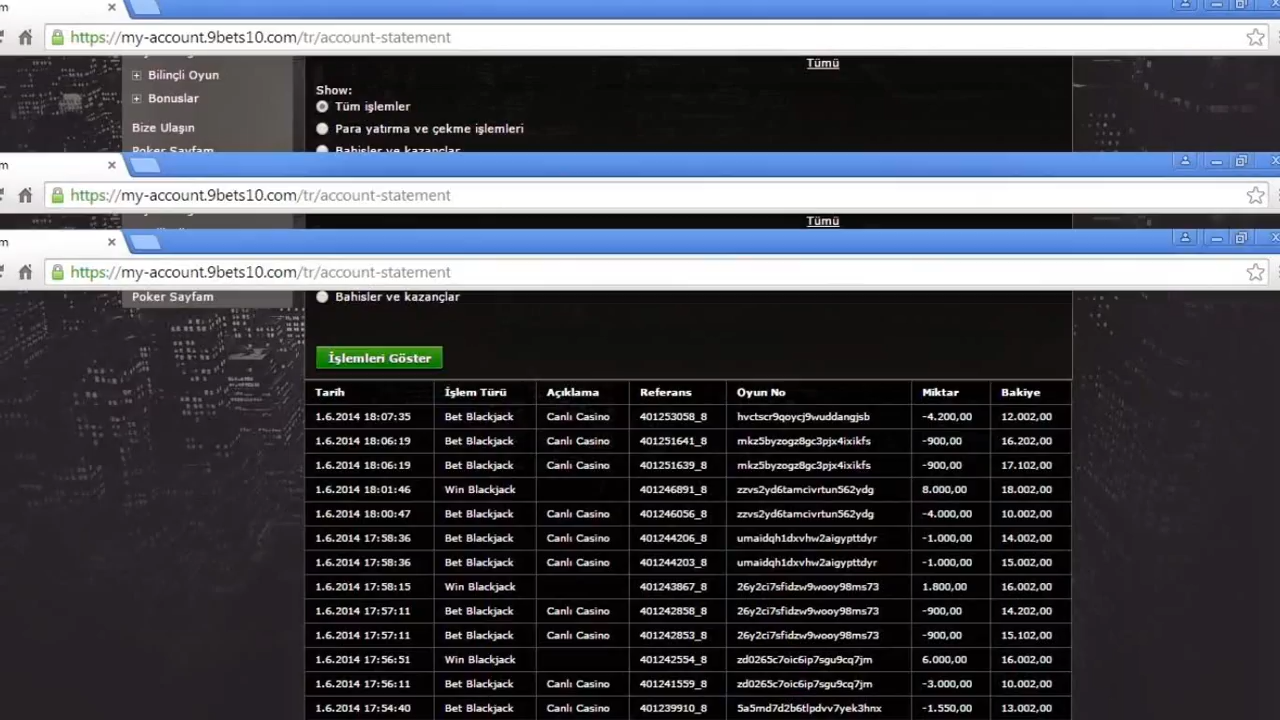 m
https://my-account.9bets10.com/tr/account-statement
Tümü
Bilinçli Oyun
Show:
Bonuslar
Tüm işlemler
Bize Ulaşın
Para yatırma ve çekme işlemleri
Poker Sayfam
Bahisler ve kazançlar
m
https://my-account.9bets10.com/tr/account-statement
Tümü
m
https://my-account.9bets10.com/tr/account-statement
Poker Sayfam
Bahisler ve kazançlar
İşlemleri Göster
Tarih İşlem Türü Açıklama Referans Oyun No Miktar Bakiye
1.6.2014 18:07:35 Bet Blackjack Canlı Casino 401253058_8 hvctscr9qoycj9wuddangjsb -4.200,00 12.002,00
1.6.2014 18:06:19 Bet Blackjack Canlı Casino 401251641_8 mkz5byzogz8gc3pjx4ixikfs -900,00 16.202,00
1.6.2014 18:06:19 Bet Blackjack Canlı Casino 401251639_8 mkz5byzogz8gc3pjx4ixikfs -900,00 17.102,00
1.6.2014 18:01:46 Win Blackjack 401246891_8 zzvs2yd6tamcivrtun562ydg 8.000,00 18.002,00
1.6.2014 18:00:47 Bet Blackjack Canlı Casino 401246056_8 zzvs2yd6tamcivrtun562ydg -4.000,00 10.002,00
1.6.2014 17:58:36 Bet Blackjack Canlı Casino 401244206_8 umaidqh1dxvhw2aigypttdyr -1.000,00 14.002,00
1.6.2014 17:58:36 Bet Blackjack Canlı Casino 401244203_8 umaidqh1dxvhw2aigypttdyr -1.000,00 15.002,00
1.6.2014 17:58:15 Win Blackjack 401243867_8 26y2ci7sfidzw9wooy98ms73 1.800,00 16.002,00
1.6.2014 17:57:11 Bet Blackjack Canlı Casino 401242858_8 26y2ci7sfidzw9wooy98ms73 -900,00 14.202,00
1.6.2014 17:57:11 Bet Blackjack Canlı Casino 401242853_8 26y2ci7sfidzw9wooy98ms73 -900,00 15.102,00
1.6.2014 17:56:51 Win Blackjack 401242554_8 zd0265c7oic6ip7sgu9cq7jm 6.000,00 16.002,00
1.6.2014 17:56:11 Bet Blackjack Canlı Casino 401241559_8 zd0265c7oic6ip7sgu9cq7jm -3.000,00 10.002,00
1.6.2014 17:54:40 Bet Blackjack Canlı Casino 401239910_8 5a5md7d2b6tlpdvv7yek3hnx -1.550,00 13.002,00